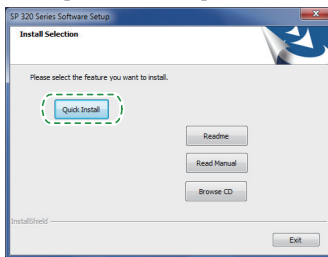 SP 320 Series Software Setup
Install Selection
Please select the feature you want to install.
Quick Install
Readme
Read Manual
Browse CD
InstallShield
Exit